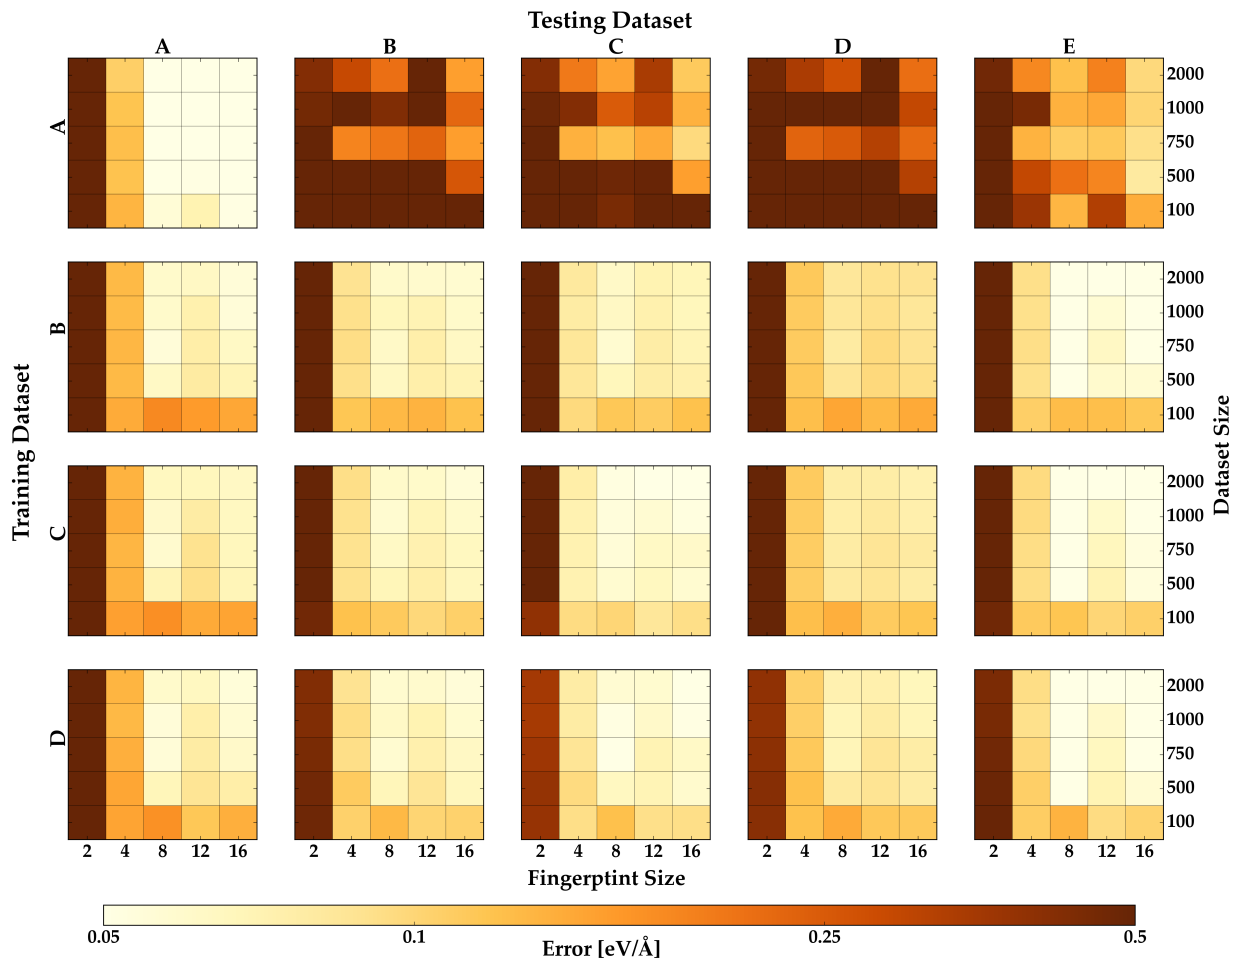 Testing Dataset
A B C D E
A
2000
1000
750
500
100
B
2000
1000
750
500
100
Training Dataset
Dataset Size
C
2000
1000
750
500
100
D
2000
1000
750
500
100
2 4 8 12 16 2 4 8 12 16 2 4 8 12 16 2 4 8 12 16 2 4 8 12 16
Fingerptint Size
0.05 0.1 0.25 0.5
Error [eV/Å]